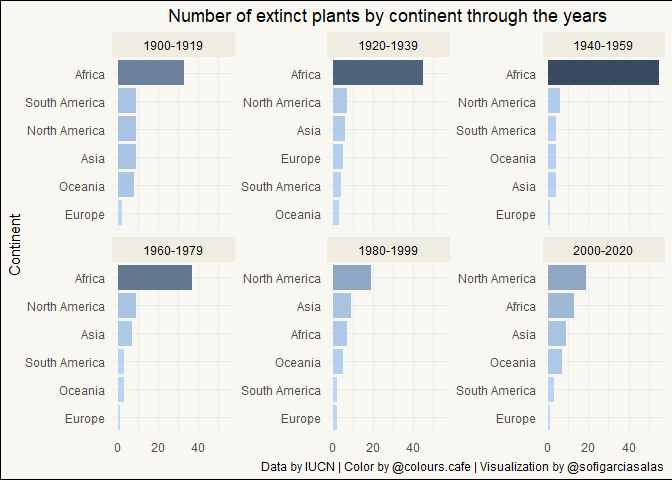 Number of extinct plants by continent through the years
1900-1919
1920-1939
1940-1959
Africa
South America
North America
Asia
Oceania
Europe
Africa
North America
Asia
Europe
South America
Oceania
Africa
North America
South America
Oceania
Asia
Europe
Continent
1960-1979
1980-1999
2000-2020
Africa
North America
Asia
South America
Oceania
Europe
North America
Asia
Africa
Oceania
South America
Europe
North America
Africa
Asia
Oceania
South America
Europe
0 20 40
0 20 40
0 20 40
Data by IUCN | Color by @colours.cafe | Visualization by @sofigarciasalas